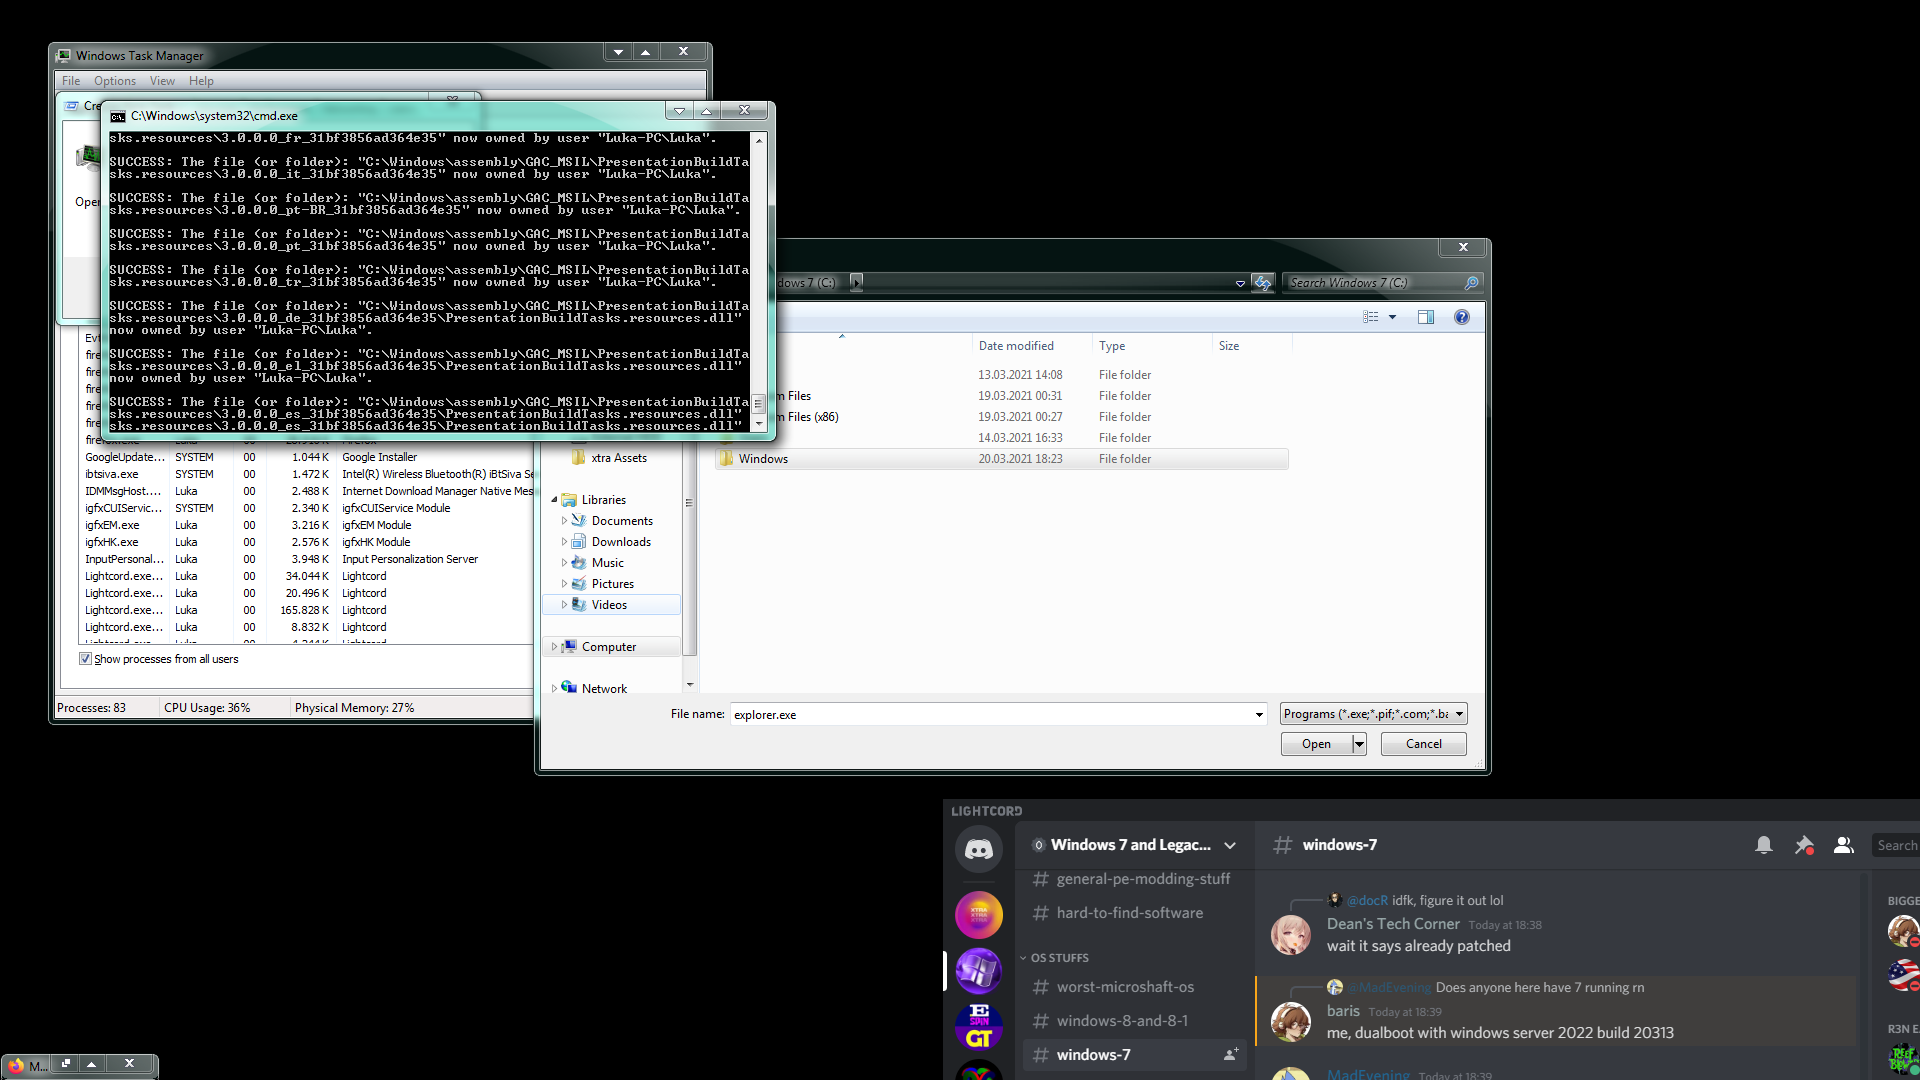 Windows Task Manager
File Options View Help
Cre
Oper
C:\Windows\system32\cmd.exe
sks.resources\3.0.0.0_fr_31bf3856ad364e35" now owned by user "Luka-PC\Luka".
SUCCESS: The file (or folder): "C:\Windows\assembly\GAC_MSIL\PresentationBuildTa
sks.resources\3.0.0.0_it_31bf3856ad364e35" now owned by user "Luka-PC\Luka".
SUCCESS: The file (or folder): "C:\Windows\assembly\GAC_MSIL\PresentationBuildTa
sks.resources\3.0.0.0_pt-BR_31bf3856ad364e35" now owned by user "Luka-PC\Luka".
SUCCESS: The file (or folder): "C:\Windows\assembly\GAC_MSIL\PresentationBuildTa
sks.resources\3.0.0.0_pt_31bf3856ad364e35" now owned by user "Luka-PC\Luka".
SUCCESS: The file (or folder): "C:\Windows\assembly\GAC_MSIL\PresentationBuildTa
sks.resources\3.0.0.0_tr_31bf3856ad364e35" now owned by user "Luka-PC\Luka".
SUCCESS: The file (or folder): "C:\Windows\assembly\GAC_MSIL\PresentationBuildTa
sks.resources\3.0.0.0_de_31bf3856ad364e35\PresentationBuildTasks.resources.dll"
now owned by user "Luka-PC\Luka".
SUCCESS: The file (or folder): "C:\Windows\assembly\GAC_MSIL\PresentationBuildTa
sks.resources\3.0.0.0_el_31bf3856ad364e35\PresentationBuildTasks.resources.dll"
now owned by user "Luka-PC\Luka".
SUCCESS: The file (or folder): "C:\Windows\assembly\GAC_MSIL\PresentationBuildTa
sks.resources\3.0.0.0_es_31bf3856ad364e35\PresentationBuildTasks.resources.dll"
sks.resources\3.0.0.0_es_31bf3856ad364e35\PresentationBuildTasks.resources.dll"
GoogleUpdate... SYSTEM 00 1.044 K Google Installer
ibtsiva.exe SYSTEM 00 1.472 K Intel(R) Wireless Bluetooth(R) iBtSiva Se
IDMMsgHost.... Luka 00 2.488 K Internet Download Manager Native Mes
igfxCUIServic... SYSTEM 00 2.340 K igfxCUIService Module
igfxEM.exe Luka 00 3.216 K igfxEM Module
igfxHK.exe Luka 00 2.576 K igfxHK Module
InputPersonal... Luka 00 3.948 K Input Personalization Server
Lightcord.exe... Luka 00 34.044 K Lightcord
Lightcord.exe... Luka 00 20.496 K Lightcord
Lightcord.exe... Luka 00 165.828 K Lightcord
Lightcord.exe... Luka 00 8.832 K Lightcord
Show processes from all users
Processes: 83 CPU Usage: 36% Physical Memory: 27%
dows 7 (C:) Search Windows 7 (C:)
Date modified Type Size
13.03.2021 14:08 File folder
m Files 19.03.2021 00:31 File folder
m Files (x86) 19.03.2021 00:27 File folder
14.03.2021 16:33 File folder
Windows 20.03.2021 18:23 File folder
xtra Assets
Libraries
Documents
Downloads
Music
Pictures
Videos
Computer
Network
File name: explorer.exe Programs (*.exe;*.pif;*.com;*.ba
Open Cancel
LIGHTCORD
Windows 7 and Legac...
# general-pe-modding-stuff
# hard-to-find-software
OS STUFFS
# worst-microshaft-os
# windows-8-and-8-1
# windows-7
XTRA
XTRA
XTRA
E
SPIN
GT
# windows-7 Search
@docR idfk, figure it out lol
Dean's Tech Corner Today at 18:38
wait it says already patched
@MadEvening Does anyone here have 7 running rn
baris Today at 18:39
me, dualboot with windows server 2022 build 20313
MadEvening Today at 18:39
BIGGE
R3N E
M...